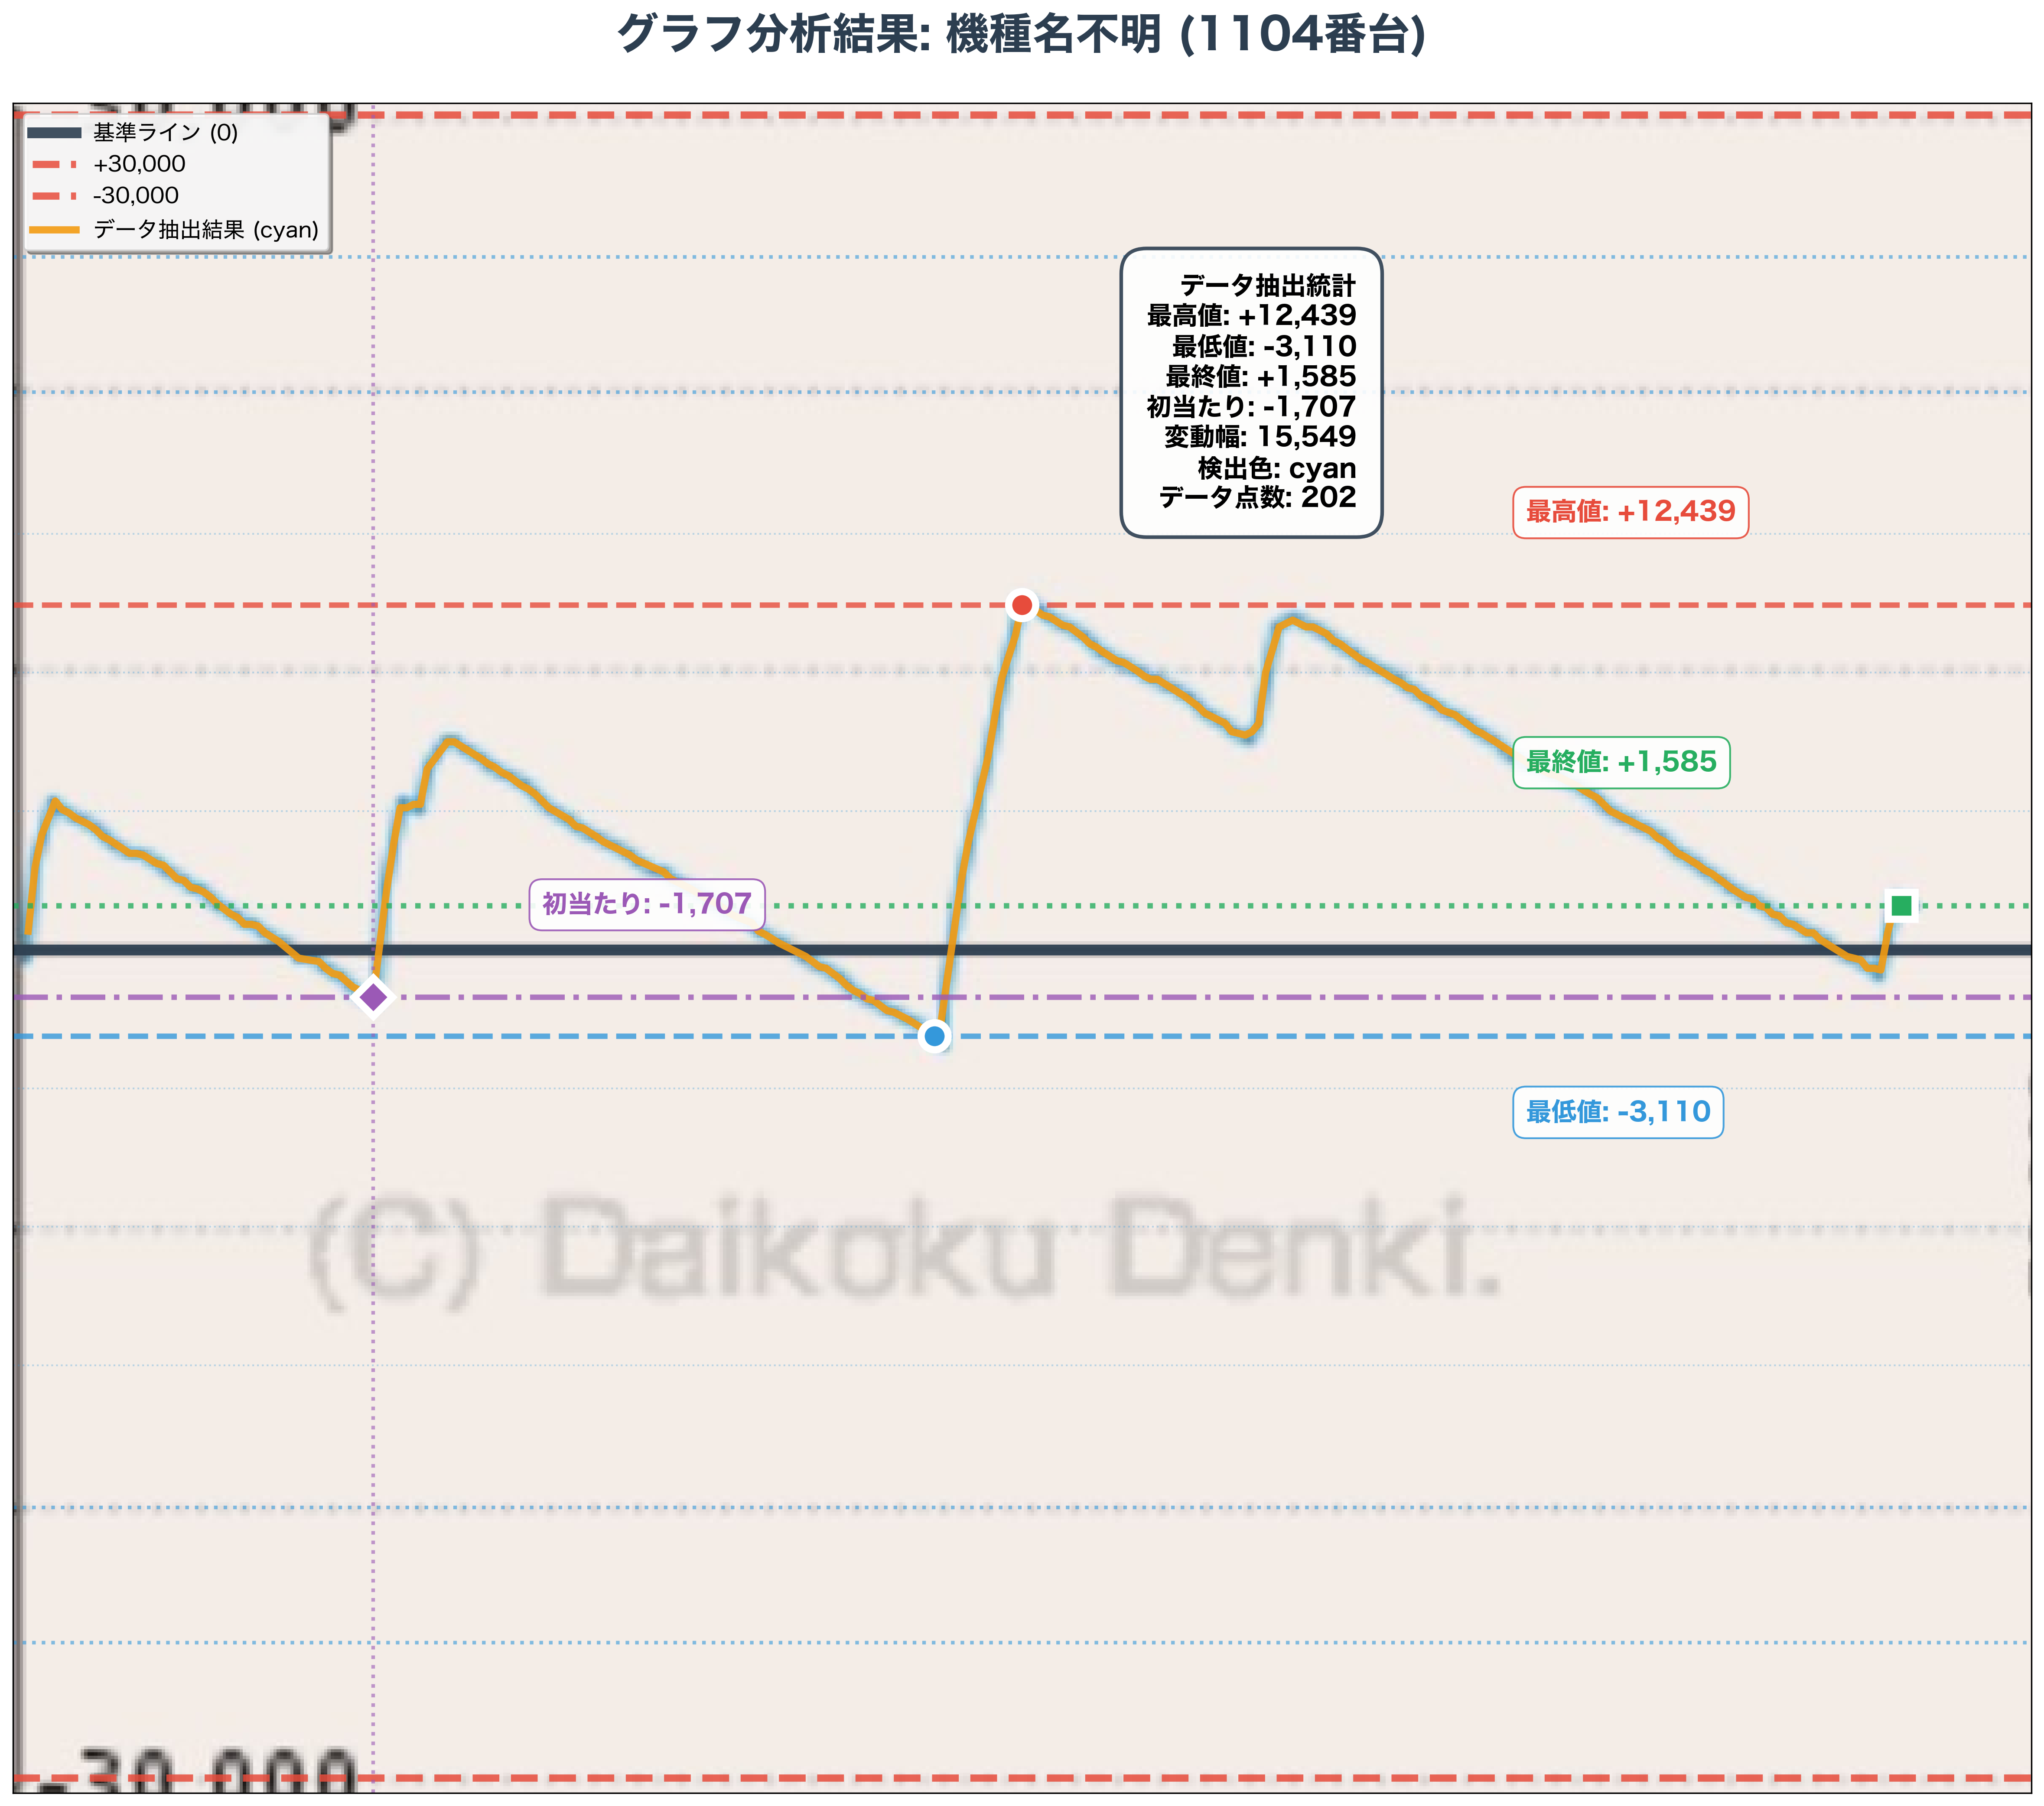 グラフ分析結果: 機種名不明 (1104番台)
基準ライン (0)
+30,000
-30,000
データ抽出結果 (cyan)
データ抽出統計
最高値: +12,439
最低値: -3,110
最終値: +1,585
初当たり: -1,707
変動幅: 15,549
検出色: cyan
データ点数: 202
最高値: +12,439
最終値: +1,585
初当たり: -1,707
最低値: -3,110
(C) Daikoku Denki.
-30,000